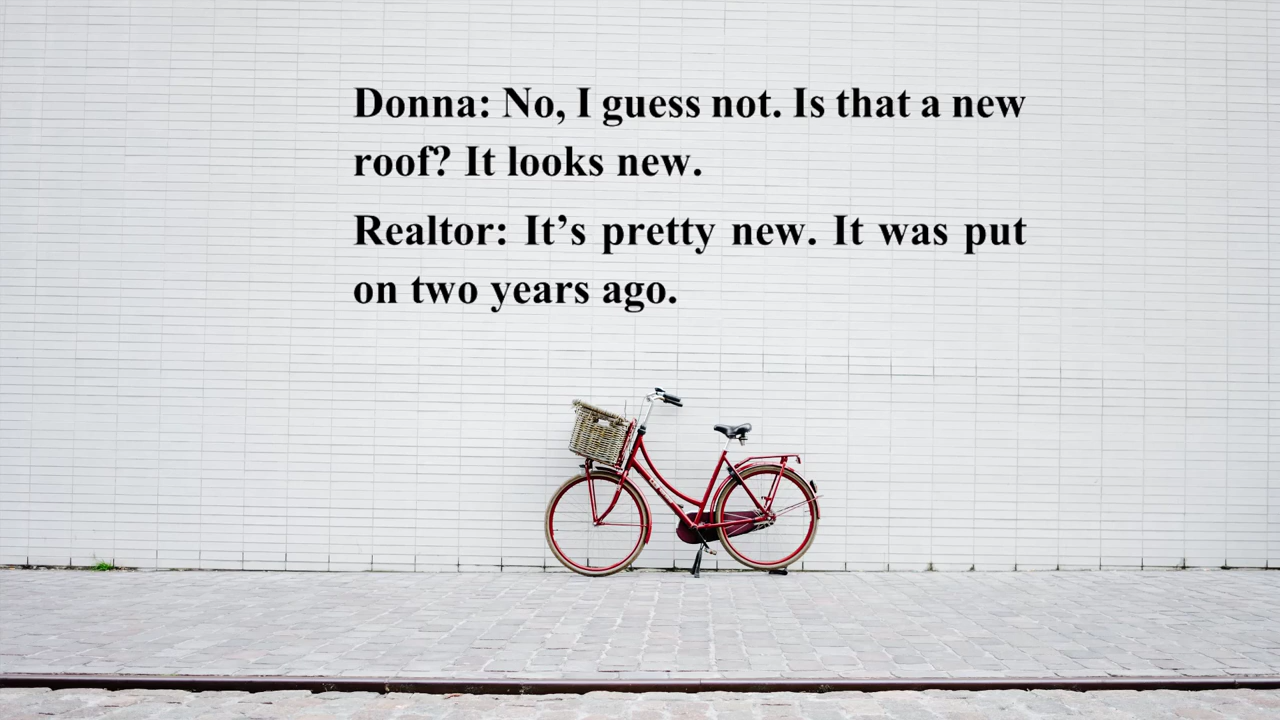 Donna: No, I guess not. Is that a new
roof? It looks new.
Realtor: It’s pretty new. It was put
on two years ago.